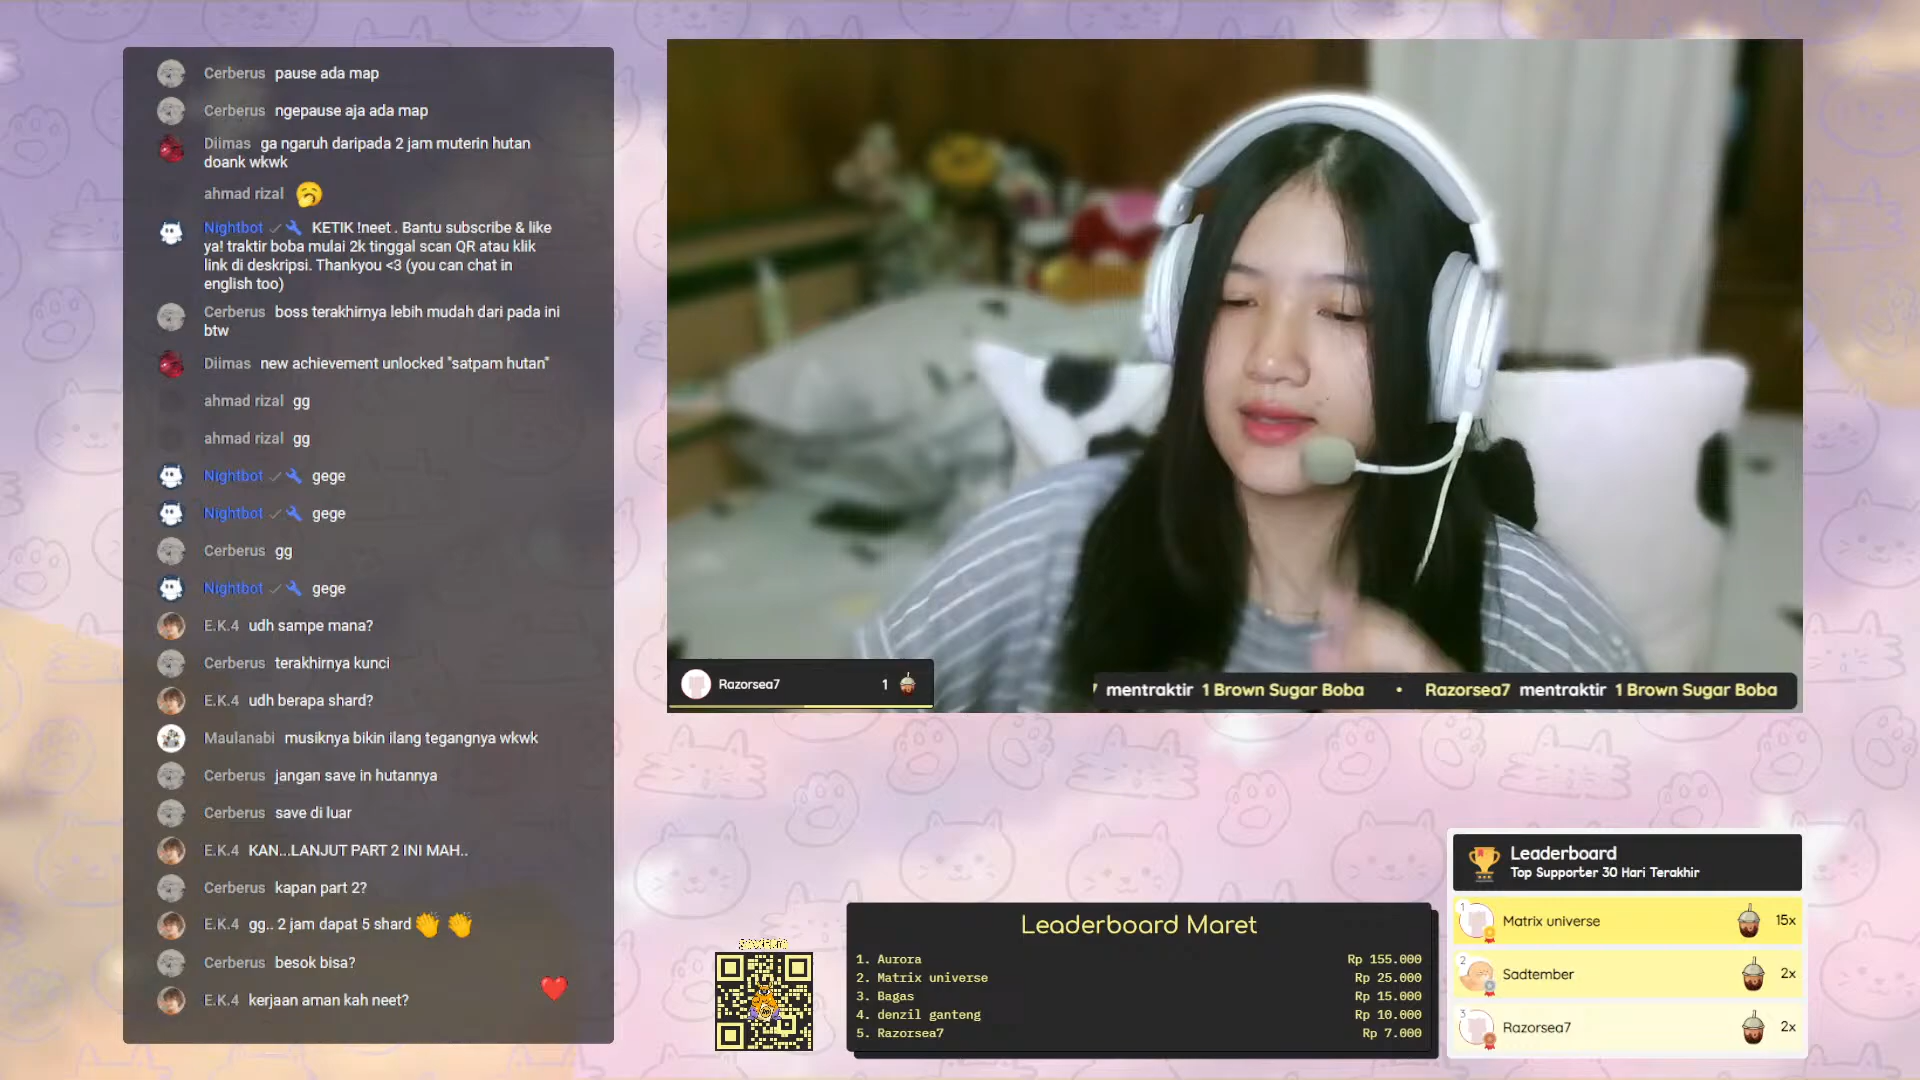 Cerberus pause ada map
Cerberus ngepause aja ada map
Diimas ga ngaruh daripada 2 jam muterin hutan
doank wkwk
ahmad rizal
Nightbot KETIK !neet . Bantu subscribe & like
ya! traktir boba mulai 2k tinggal scan QR atau klik
link di deskripsi. Thankyou <3 (you can chat in
english too)
Cerberus boss terakhirnya lebih mudah dari pada ini
btw
Diimas new achievement unlocked "satpam hutan"
ahmad rizal gg
ahmad rizal gg
Nightbot gege
Nightbot gege
Cerberus gg
Nightbot gege
E.K.4 udh sampe mana?
Cerberus terakhirnya kunci
E.K.4 udh berapa shard?
Maulanabi musiknya bikin ilang tegangnya wkwk
Cerberus jangan save in hutannya
Cerberus save di luar
E.K.4 KAN...LANJUT PART 2 INI MAH..
Cerberus kapan part 2?
E.K.4 gg.. 2 jam dapat 5 shard
Cerberus besok bisa?
E.K.4 kerjaan aman kah neet?
Razorsea7 1
mentraktir 1 Brown Sugar Boba • Razorsea7 mentraktir 1 Brown Sugar Boba
Leaderboard Maret
1. Aurora Rp 155.000
2. Matrix universe Rp 25.000
3. Bagas Rp 15.000
4. denzil ganteng Rp 10.000
5. Razorsea7 Rp 7.000
Leaderboard
Top Supporter 30 Hari Terakhir
1 Matrix universe 15x
2 Sadtember 2x
3 Razorsea7 2x